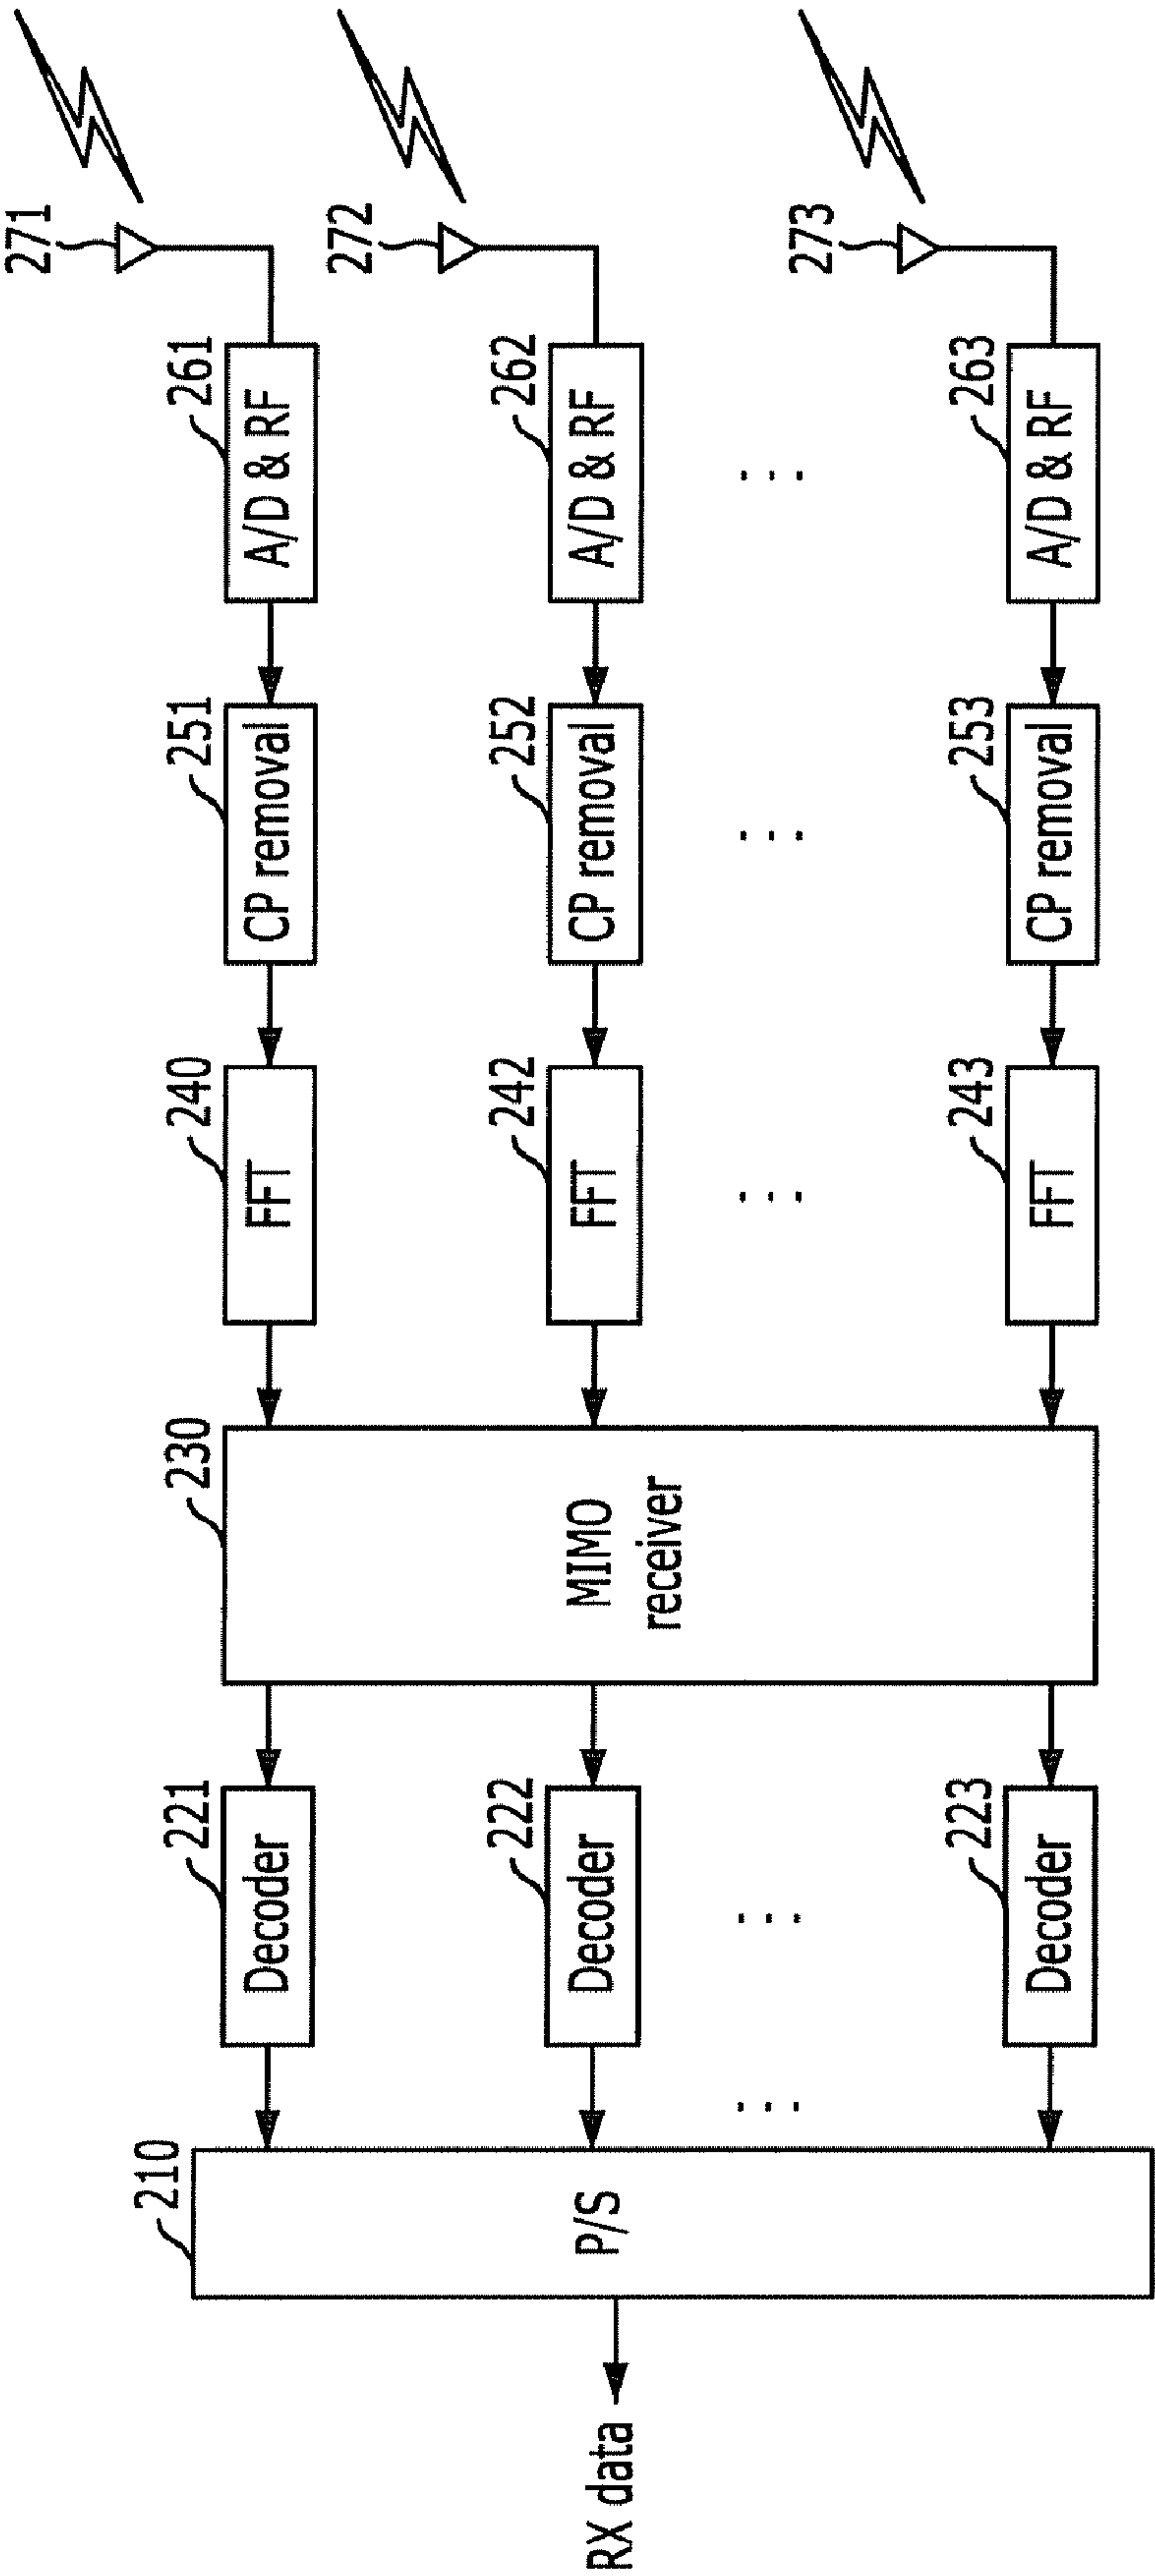 271
272
273
261
A/D & RF
262
A/D & RF
263
A/D & RF
...
251
CP removal
252
CP removal
253
CP removal
...
240
FFT
242
FFT
243
FFT
...
230
MIMO
receiver
221
Decoder
222
Decoder
223
Decoder
...
...
210
P/S
RX data